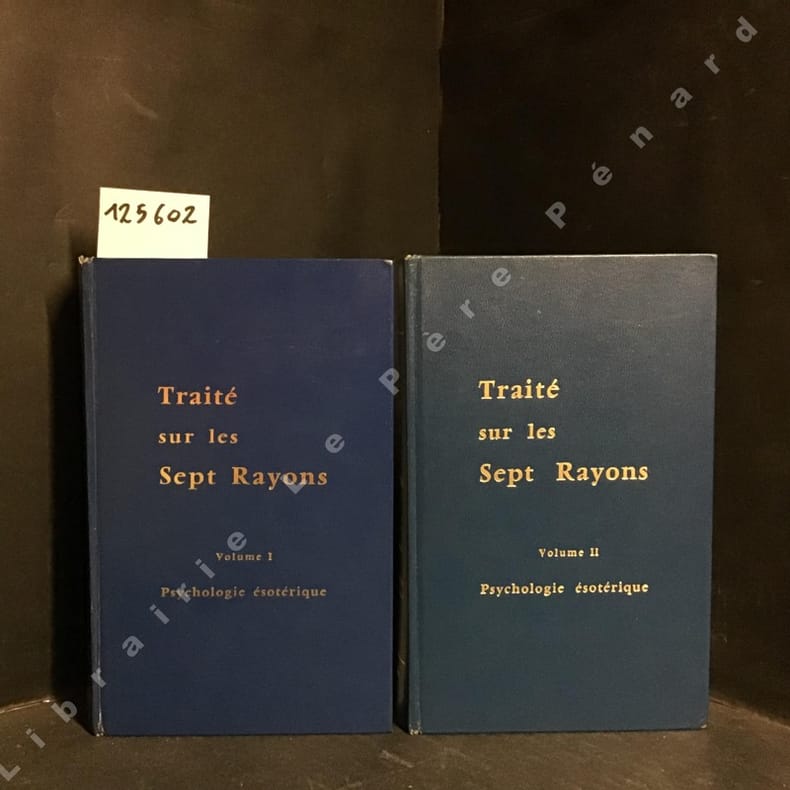 125602
Traité
sur les
Sept Rayons
Volume I
Psychologie ésotérique
Traité
sur les
Sept Rayons
Volume II
Psychologie ésotérique
Librairie Le Père Pénard